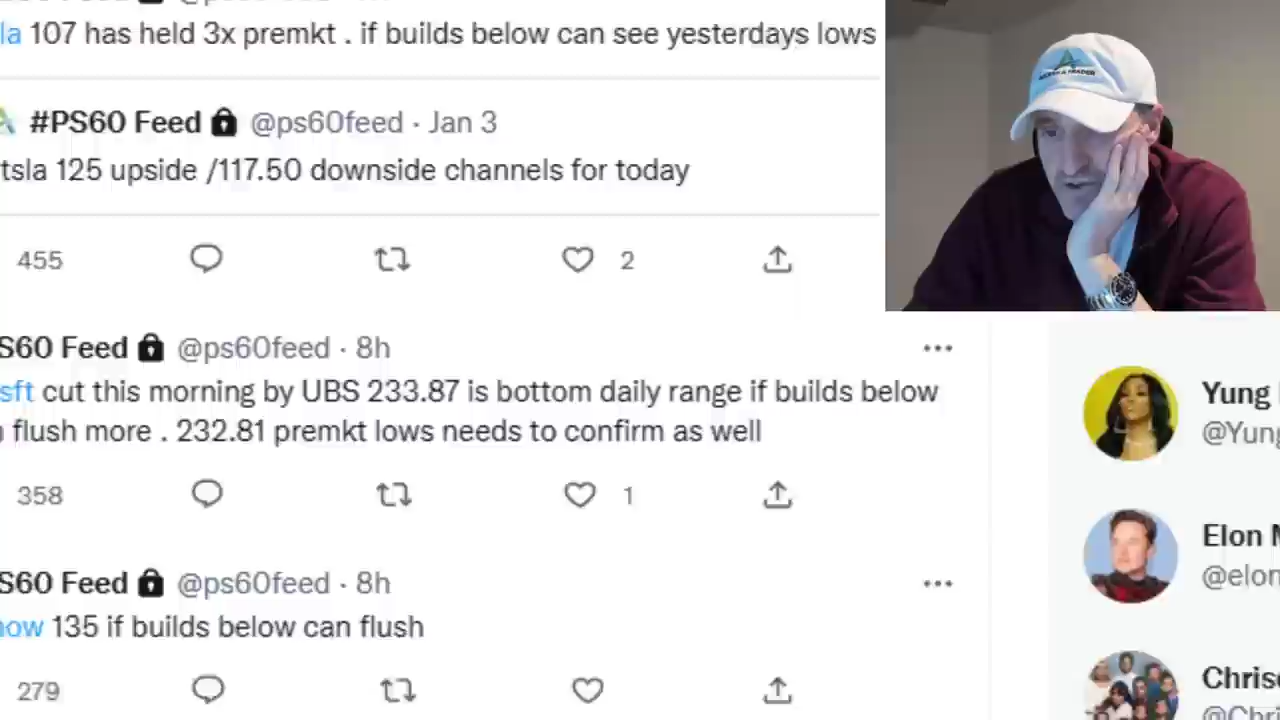 la 107 has held 3x premkt . if builds below can see yesterdays lows
#PS60 Feed @ps60feed · Jan 3
tsla 125 upside /117.50 downside channels for today
455 2
S60 Feed @ps60feed · 8h
sft cut this morning by UBS 233.87 is bottom daily range if builds below
flush more . 232.81 premkt lows needs to confirm as well
358 1
S60 Feed @ps60feed · 8h
now 135 if builds below can flush
279
Yung
@Yung
Elon M
@elon
Chris